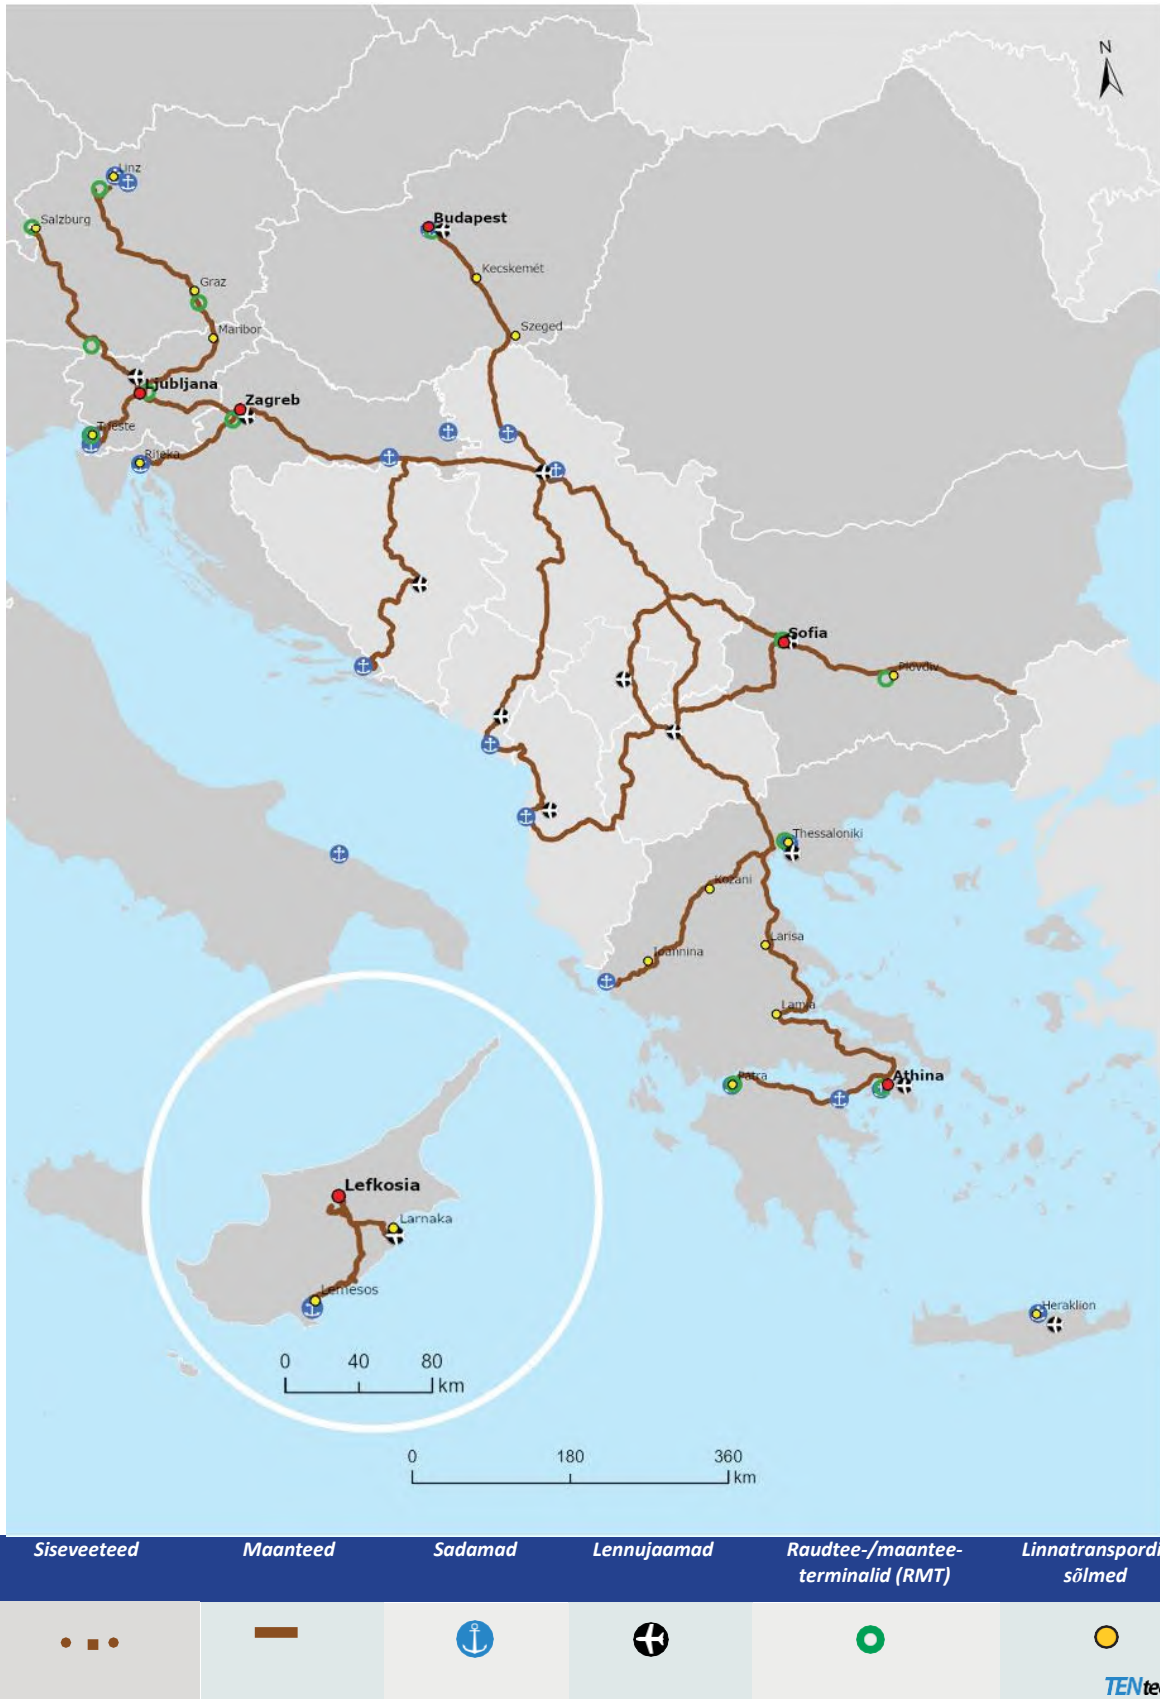 N
Linz
Salzburg
Budapest
Kecskemét
Graz
Szeged
Maribor
Ljubljana
Zagreb
Trieste
Rijeka
Sofia
Plovdiv
Thessaloniki
Kozani
Larisa
Ioannina
Lamia
Patra
Athina
Lefkosia
Larnaka
Lemesos
Heraklion
0 40 80
km
0 180 360
km
Siseveeteed Maanteed Sadamad Lennujaamad Raudtee-/maantee- Linnatranspordi
terminalid (RMT) sõlmed
TENtec